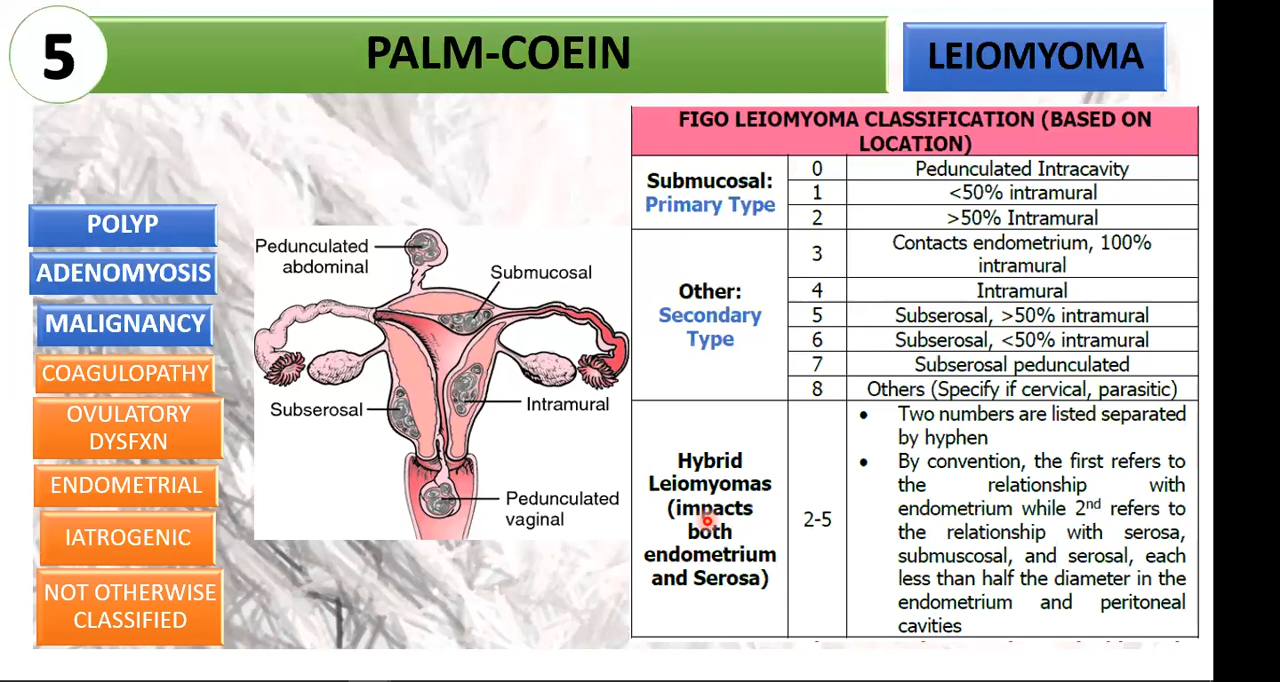 5
PALM-COEIN
LEIOMYOMA
POLYP
ADENOMYOSIS
MALIGNANCY
COAGULOPATHY
OVULATORY
DYSFXN
ENDOMETRIAL
IATROGENIC
NOT OTHERWISE
CLASSIFIED
Pedunculated
abdominal
Submucosal
Subserosal
Intramural
Pedunculated
vaginal
FIGO LEIOMYOMA CLASSIFICATION (BASED ON
LOCATION)
Submucosal:
Primary Type
0 Pedunculated Intracavity
1 <50% intramural
2 >50% Intramural
Other:
Secondary
Type
3 Contacts endometrium, 100%
intramural
4 Intramural
5 Subserosal, >50% intramural
6 Subserosal, <50% intramural
7 Subserosal pedunculated
8 Others (Specify if cervical, parasitic)
Hybrid
Leiomyomas
(impacts
both
endometrium
and Serosa)
2-5
• Two numbers are listed separated
by hyphen
• By convention, the first refers to
the relationship with
endometrium while 2nd refers to
the relationship with serosa,
submuscosal, and serosal, each
less than half the diameter in the
endometrium and peritoneal
cavities